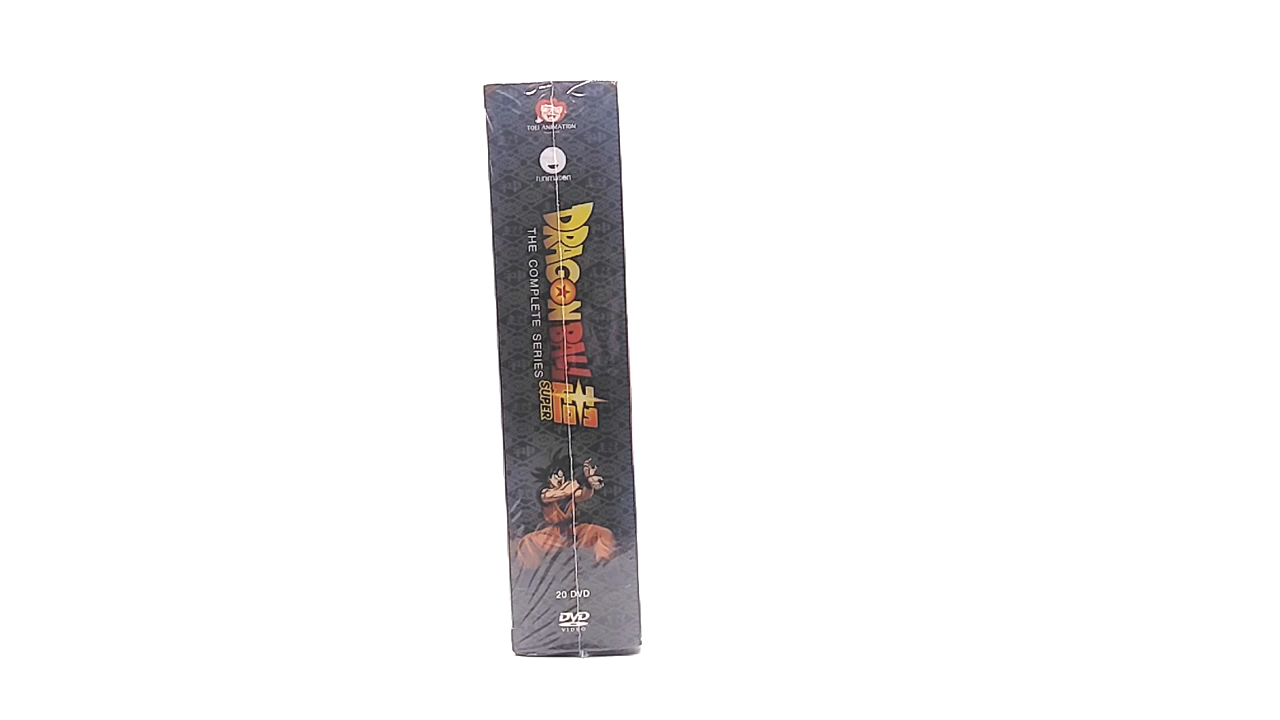 TOEI ANIMATION
funimation
DRAGON BALL 超
SUPER
THE COMPLETE SERIES
20 DVD
DVD
VIDEO